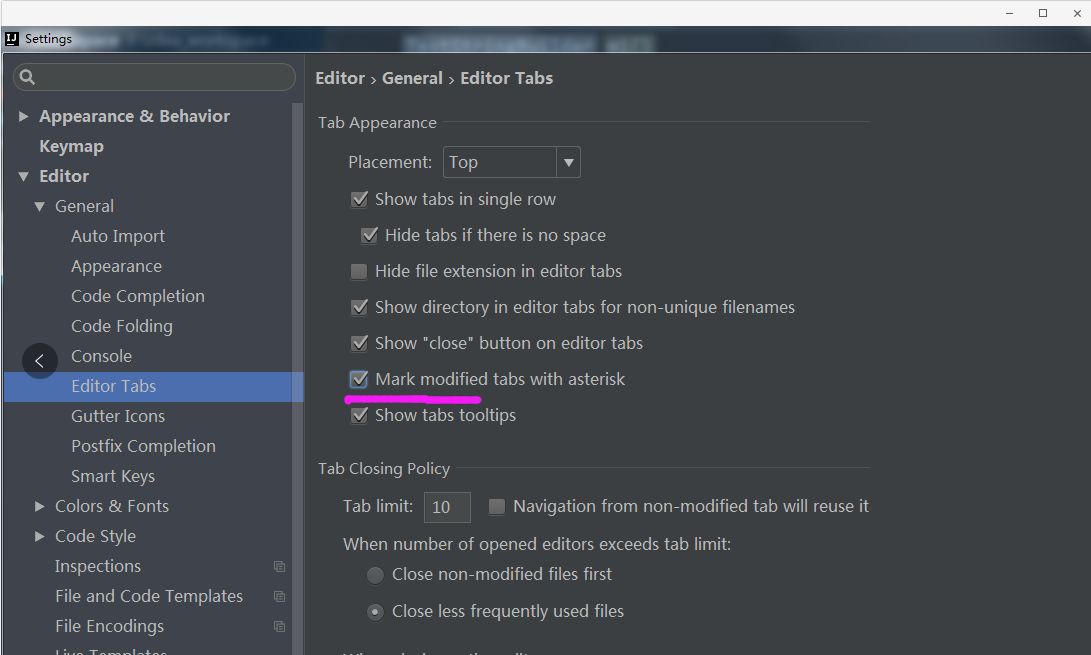 IJ Settings
Editor › General › Editor Tabs
Appearance & Behavior
Keymap
Editor
General
Auto Import
Appearance
Code Completion
Code Folding
Console
Editor Tabs
Gutter Icons
Postfix Completion
Smart Keys
Colors & Fonts
Code Style
Inspections
File and Code Templates
File Encodings
Live Templates
Tab Appearance
Placement: Top
Show tabs in single row
Hide tabs if there is no space
Hide file extension in editor tabs
Show directory in editor tabs for non-unique filenames
Show "close" button on editor tabs
Mark modified tabs with asterisk
Show tabs tooltips
Tab Closing Policy
Tab limit: 10 Navigation from non-modified tab will reuse it
When number of opened editors exceeds tab limit:
Close non-modified files first
Close less frequently used files